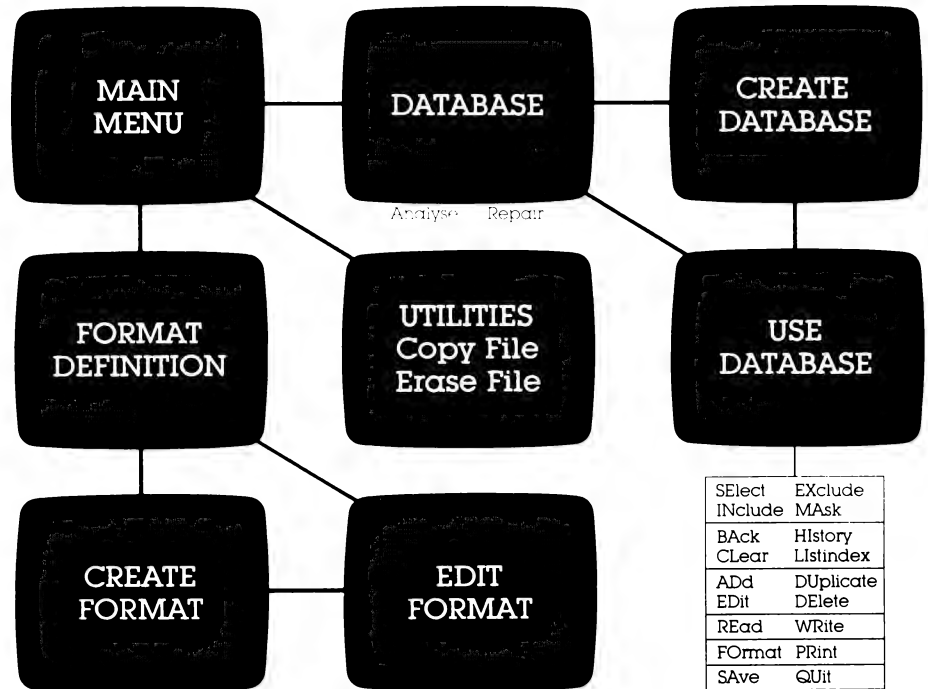 MAIN
MENU
DATABASE
CREATE
DATABASE
Analyse Repair
FORMAT
DEFINITION
UTILITIES
Copy File
Erase File
USE
DATABASE
CREATE
FORMAT
EDIT
FORMAT
SElect EXclude
INclude MAsk
BAck HIstory
CLear LIstindex
ADd DUplicate
EDit DElete
REad WRite
FOrmat PRint
SAve QUit